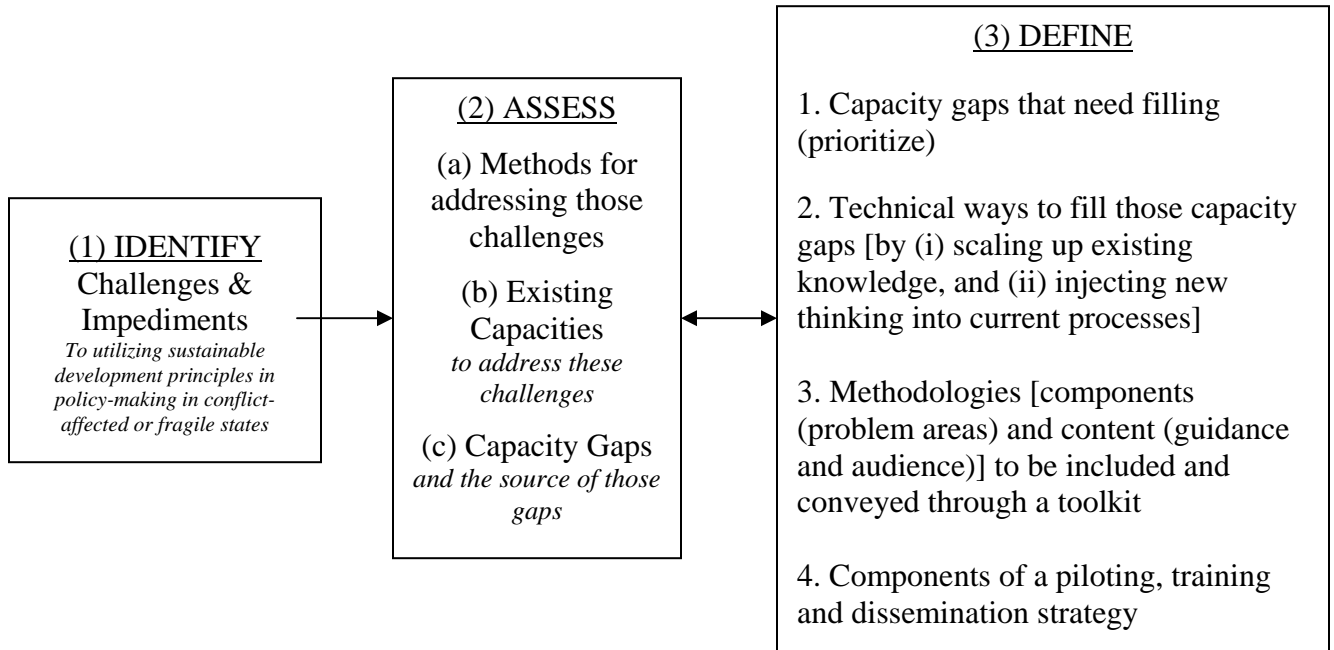 (1) IDENTIFY
Challenges &
Impediments
To utilizing sustainable
development principles in
policy-making in conflict-
affected or fragile states
(2) ASSESS
(a) Methods for
addressing those
challenges
(b) Existing
Capacities
to address these
challenges
(c) Capacity Gaps
and the source of those
gaps
(3) DEFINE
1. Capacity gaps that need filling
(prioritize)
2. Technical ways to fill those capacity
gaps [by (i) scaling up existing
knowledge, and (ii) injecting new
thinking into current processes]
3. Methodologies [components
(problem areas) and content (guidance
and audience)] to be included and
conveyed through a toolkit
4. Components of a piloting, training
and dissemination strategy